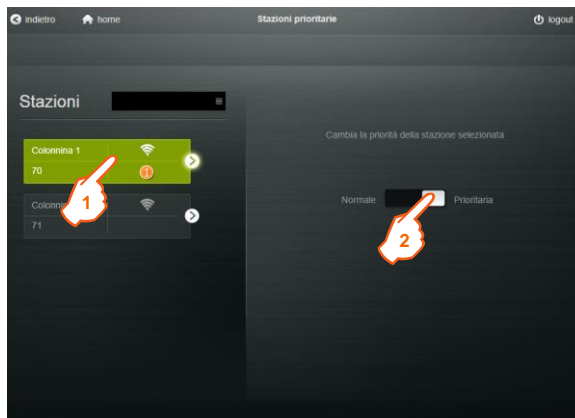 indietro home Stazioni prioritarie logout
Stazioni
Cambia la priorità della stazione selezionata
Colonnina 1
70 1
1
Normale Prioritaria
71
2